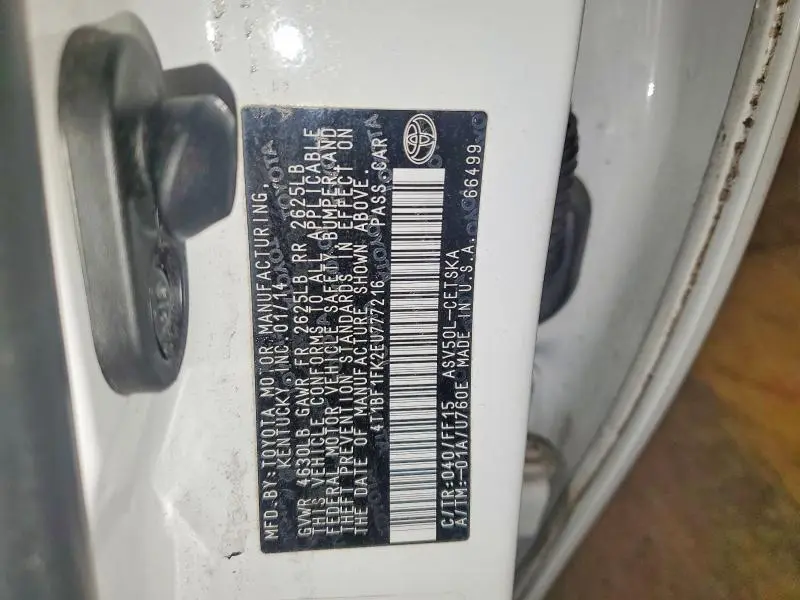 MFD. BY: TOYOTA MOTOR MANUFACTURING,
KENTUCKY, INC. 01/14
GVWR 4630LB GAWR FR 2625LB RR 2625LB
THIS VEHICLE CONFORMS TO ALL APPLICABLE
FEDERAL MOTOR VEHICLE SAFETY, BUMPER, AND
THEFT PREVENTION STANDARDS IN EFFECT ON
THE DATE OF MANUFACTURE SHOWN ABOVE.
4T1BF1FK2EU777216 PASS.CAR
C/TR:040/FF15 ASV50L-CETSKA
A/TM:-01A/U760E MADE IN U.S.A. 66499